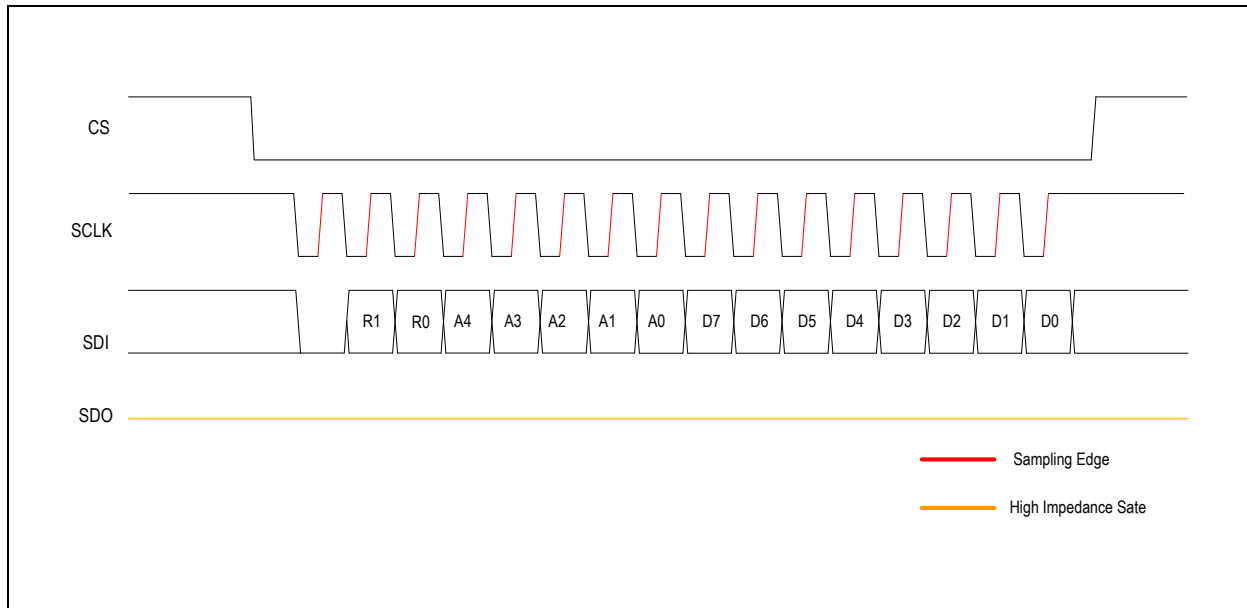 CS
SCLK
SDI
R1 R0 A4 A3 A2 A1 A0 D7 D6 D5 D4 D3 D2 D1 D0
SDO
Sampling Edge
High Impedance Sate